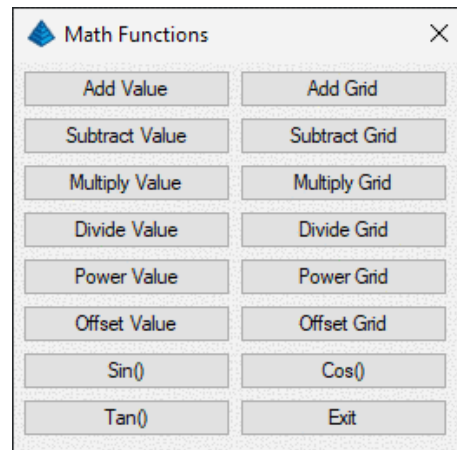 Math Functions
Add Value Add Grid
Subtract Value Subtract Grid
Multiply Value Multiply Grid
Divide Value Divide Grid
Power Value Power Grid
Offset Value Offset Grid
Sin() Cos()
Tan() Exit